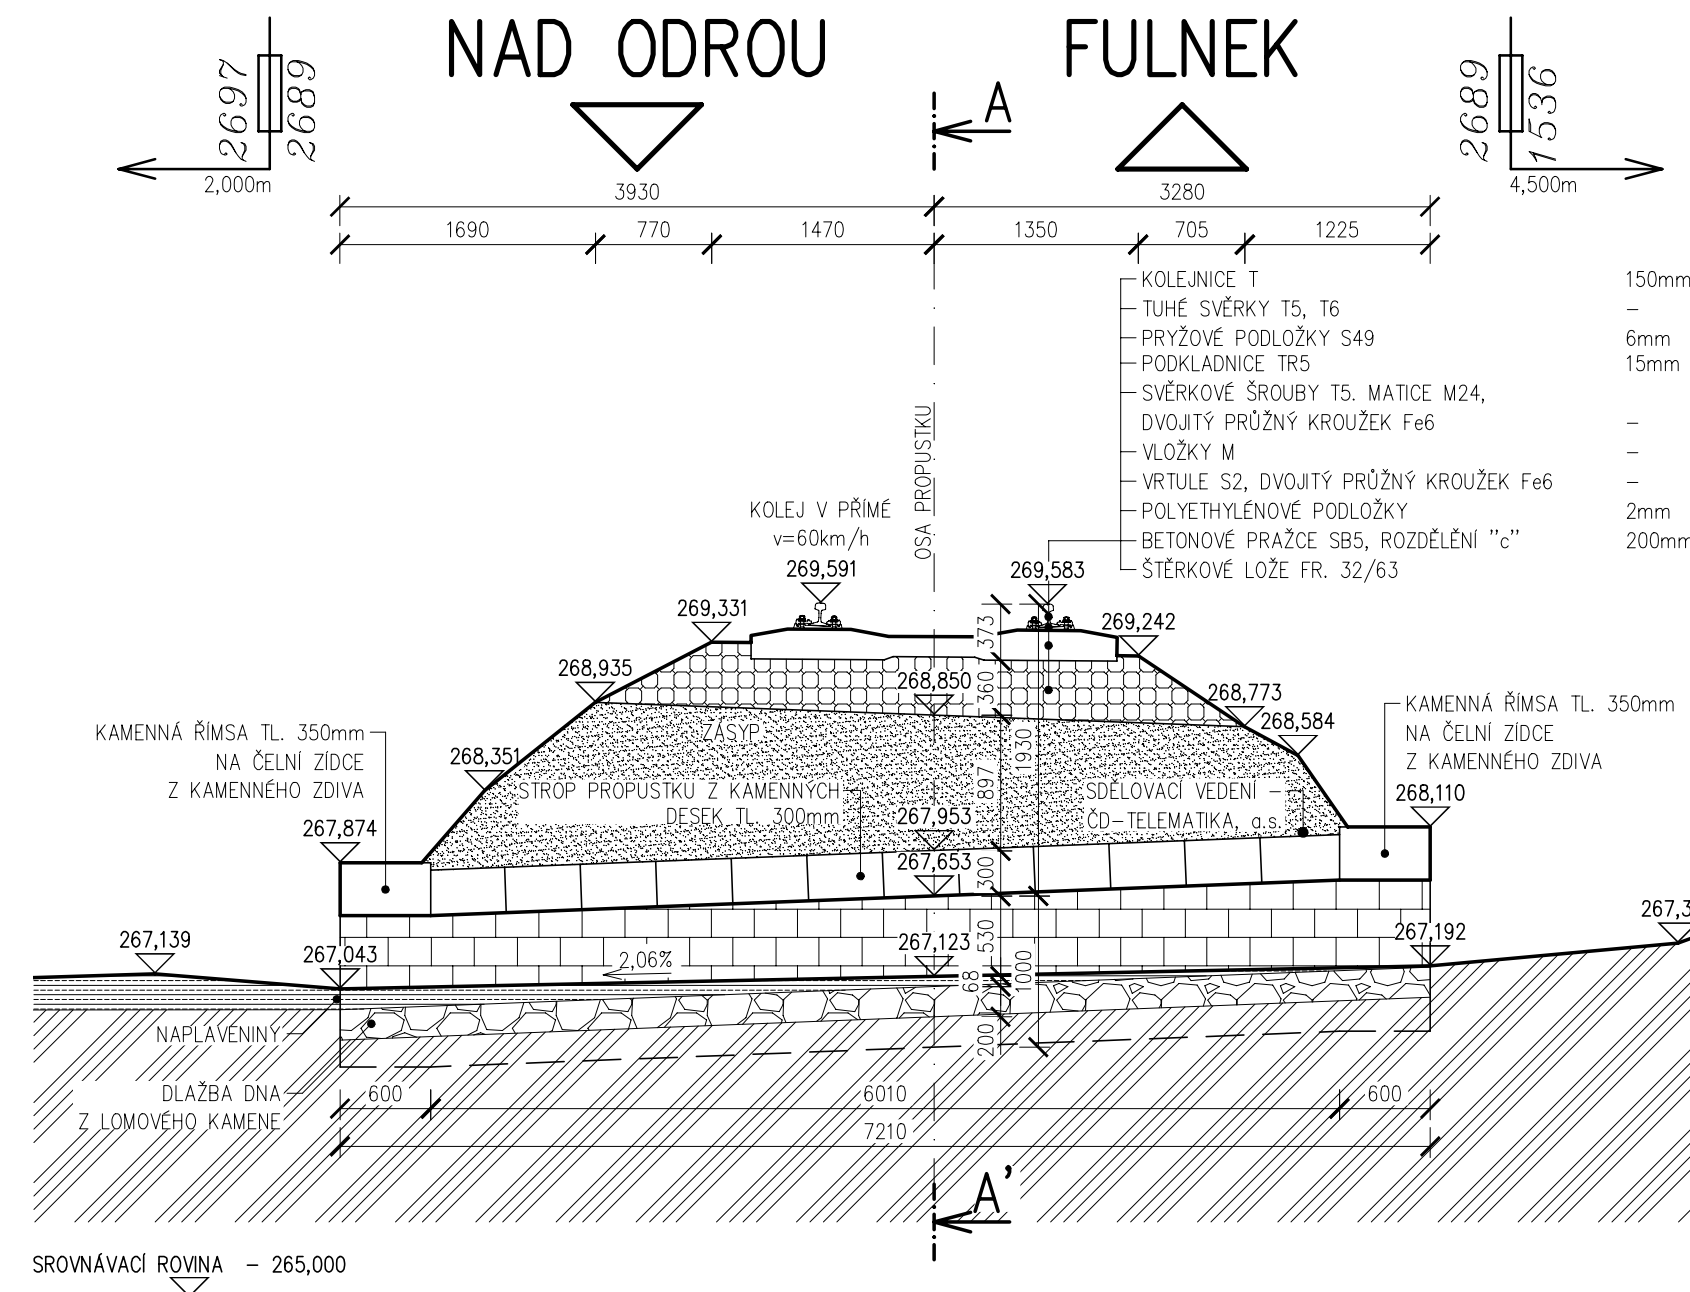 NAD ODROU FULNEK
2697
2689
2,000m
A
2689
1536
4,500m
3930 3280
1690 770 1470 1350 705 1225
KOLEJNICE T 150mm
TUHÉ SVĚRKY T5, T6 –
PRYŽOVÉ PODLOŽKY S49 6mm
PODKLADNICE TR5 15mm
SVĚRKOVÉ ŠROUBY T5. MATICE M24,
DVOJITÝ PRŮŽNÝ KROUŽEK Fe6 –
VLOŽKY M –
VRTULE S2, DVOJITÝ PRŮŽNÝ KROUŽEK Fe6 –
POLYETHYLÉNOVÉ PODLOŽKY 2mm
BETONOVÉ PRAŽCE SB5, ROZDĚLĚNÍ "c" 200mm
ŠTĚRKOVÉ LOŽE FR. 32/63
OSA PROPUSTKU
KOLEJ V PŘÍMÉ
v=60km/h
269,591 269,583
269,331 269,242
268,935 268,850 268,773
268,584
268,351
373
360
897
1930
300
530
68
1000
200
KAMENNÁ ŘÍMSA TL. 350mm
NA ČELNÍ ZÍDCE
Z KAMENNÉHO ZDIVA
ZÁSYP
KAMENNÁ ŘÍMSA TL. 350mm
NA ČELNÍ ZÍDCE
Z KAMENNÉHO ZDIVA
STROP PROPUSTKU Z KAMENNÝCH
DESEK TL. 300mm
SDĚLOVACÍ VEDENÍ –
ČD–TELEMATIKA, a.s.
267,874 267,953 268,110
267,653
267,139 267,043 267,123 267,192 267,3
2,06%
NAPLAVENINY
DLAŽBA DNA
Z LOMOVÉHO KAMENE
600 6010 600
7210
A'
SROVNÁVACÍ ROVINA – 265,000